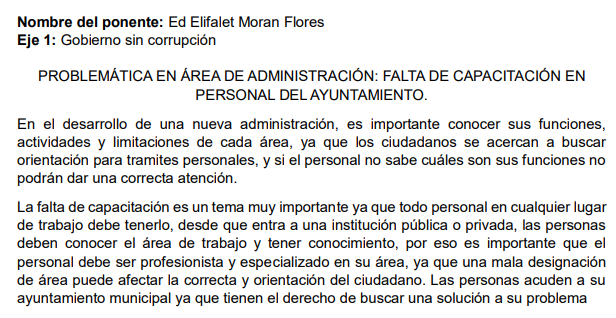 Nombre del ponente: Ed Elifalet Moran Flores
Eje 1: Gobierno sin corrupción
PROBLEMÁTICA EN ÁREA DE ADMINISTRACIÓN: FALTA DE CAPACITACIÓN EN
PERSONAL DEL AYUNTAMIENTO.
En el desarrollo de una nueva administración, es importante conocer sus funciones,
actividades y limitaciones de cada área, ya que los ciudadanos se acercan a buscar
orientación para tramites personales, y si el personal no sabe cuáles son sus funciones no
podrán dar una correcta atención.
La falta de capacitación es un tema muy importante ya que todo personal en cualquier lugar
de trabajo debe tenerlo, desde que entra a una institución pública o privada, las personas
deben conocer el área de trabajo y tener conocimiento, por eso es importante que el
personal debe ser profesionista y especializado en su área, ya que una mala designación
de área puede afectar la correcta y orientación del ciudadano. Las personas acuden a su
ayuntamiento municipal ya que tienen el derecho de buscar una solución a su problema